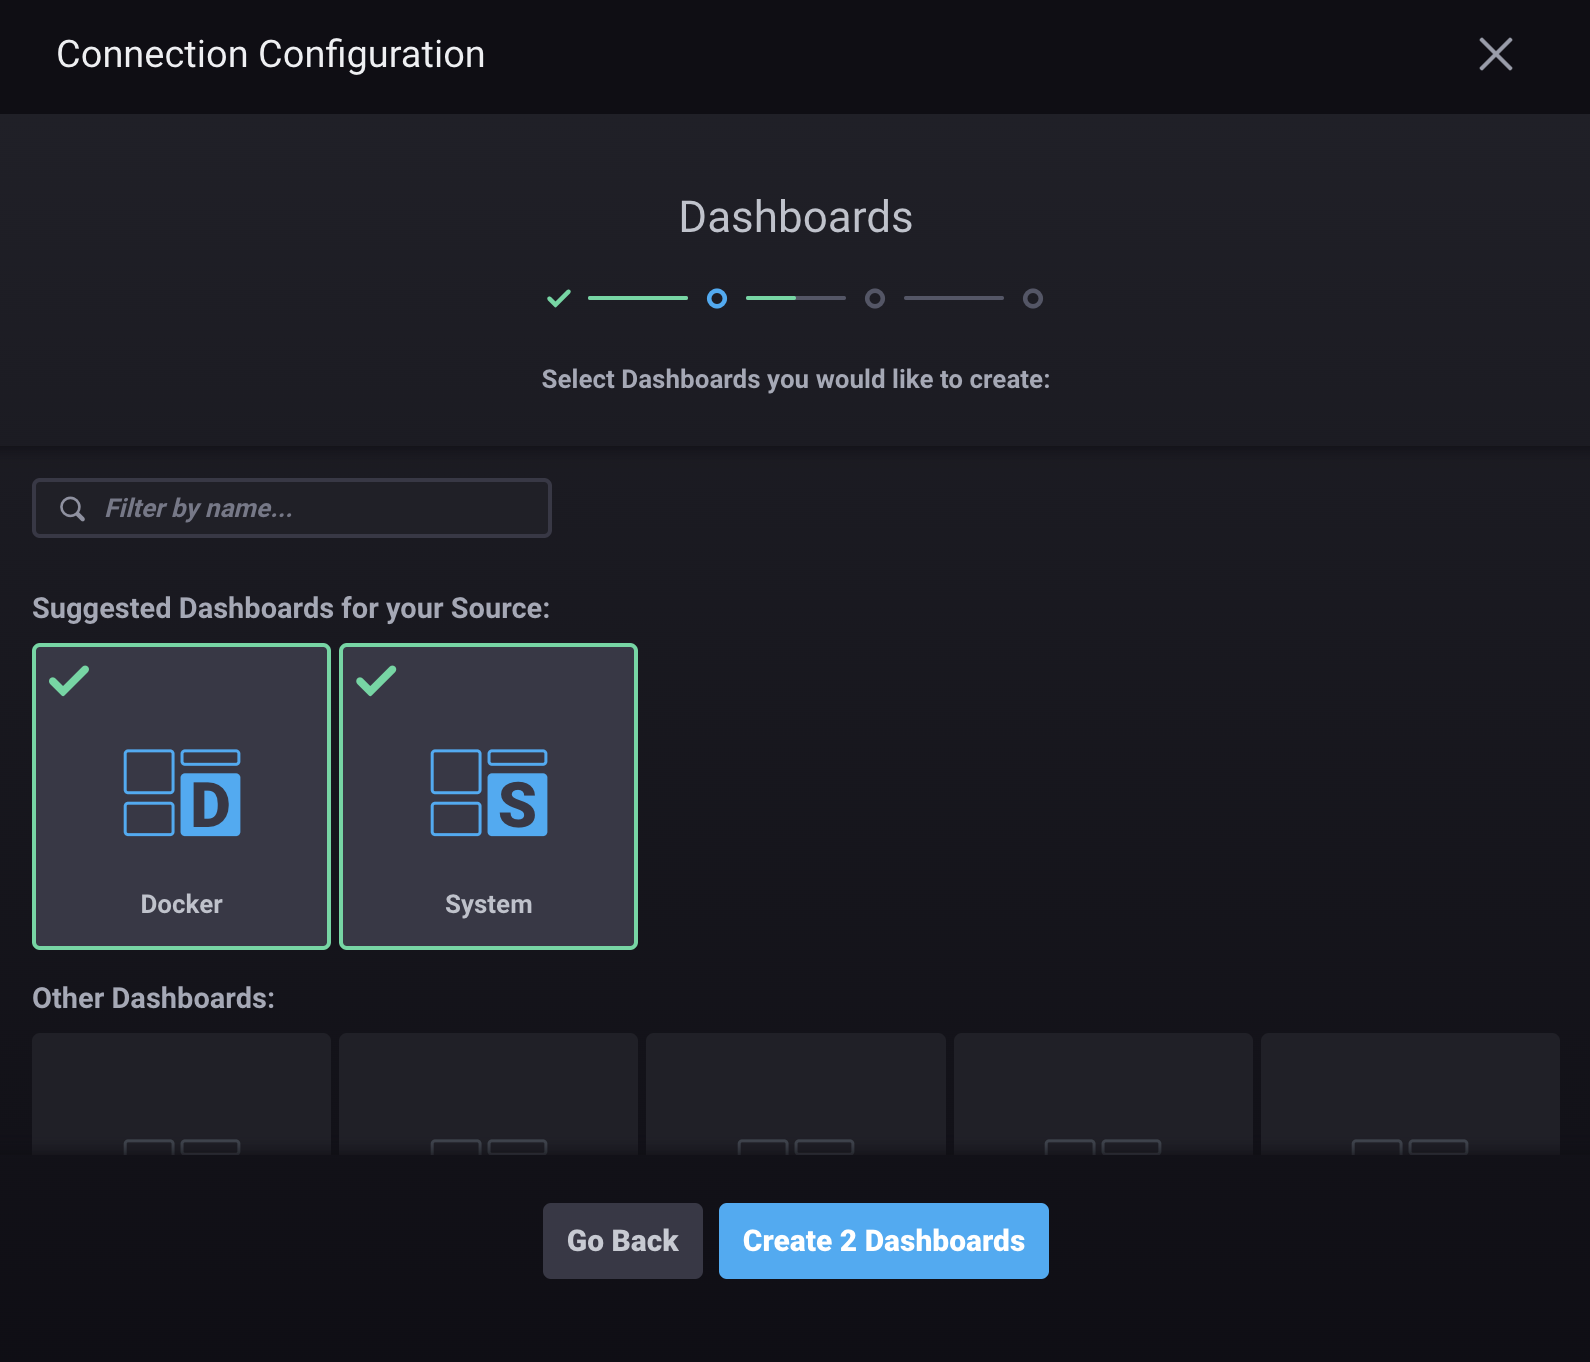 Connection Configuration
Dashboards
Select Dashboards you would like to create:
Filter by name...
Suggested Dashboards for your Source:
D
S
Docker
System
Other Dashboards:
Go Back
Create 2 Dashboards